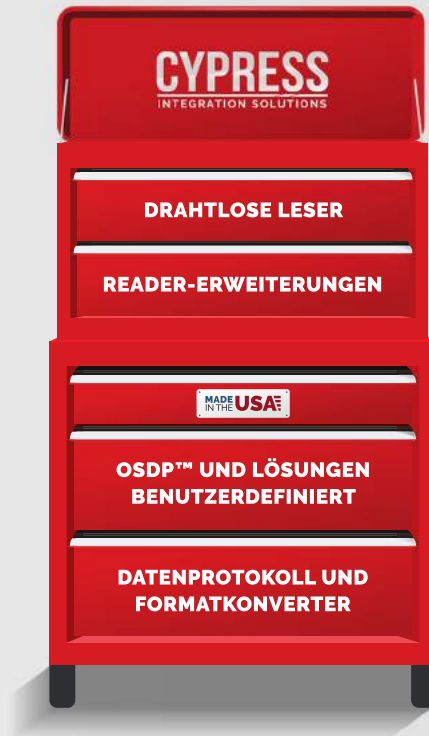 CYPRESS
INTEGRATION SOLUTIONS
DRAHTLOSE LESER
READER-ERWEITERUNGEN
MADE
IN THE USA
OSDP™ UND LÖSUNGEN
BENUTZERDEFINIERT
DATENPROTOKOLL UND
FORMATKONVERTER